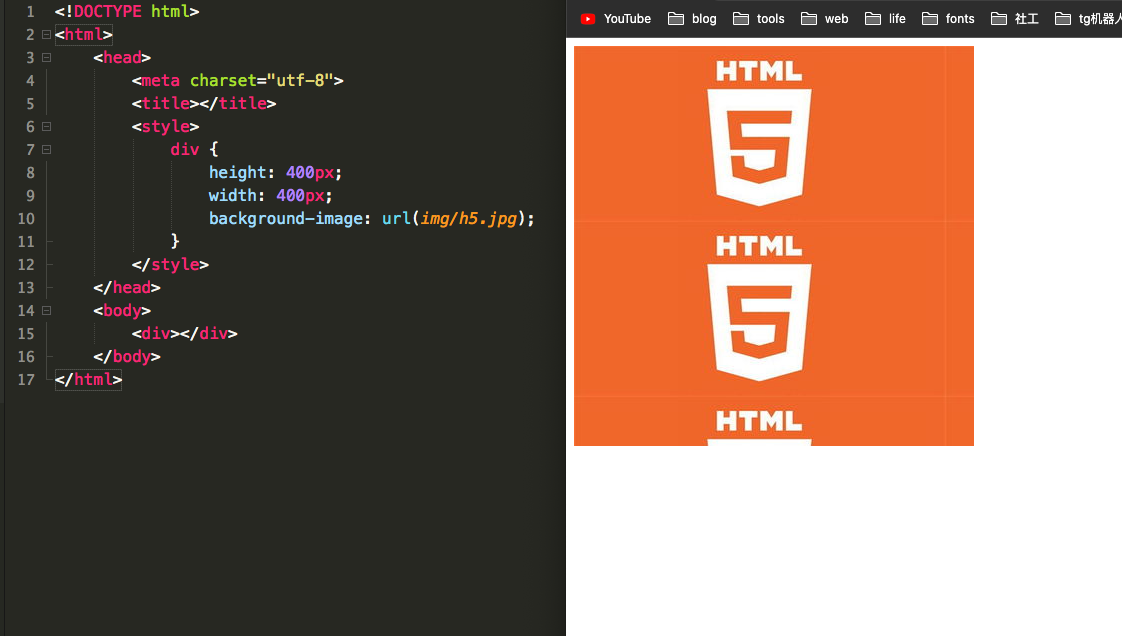 1 <!DOCTYPE html>
2 <html>
3 <head>
4 <meta charset="utf-8">
5 <title></title>
6 <style>
7 div {
8 height: 400px;
9 width: 400px;
10 background-image: url(img/h5.jpg);
11 }
12 </style>
13 </head>
14 <body>
15 <div></div>
16 </body>
17 </html>
YouTube blog tools web life fonts 社工 tg机器人
HTML
5
HTML
5
HTML